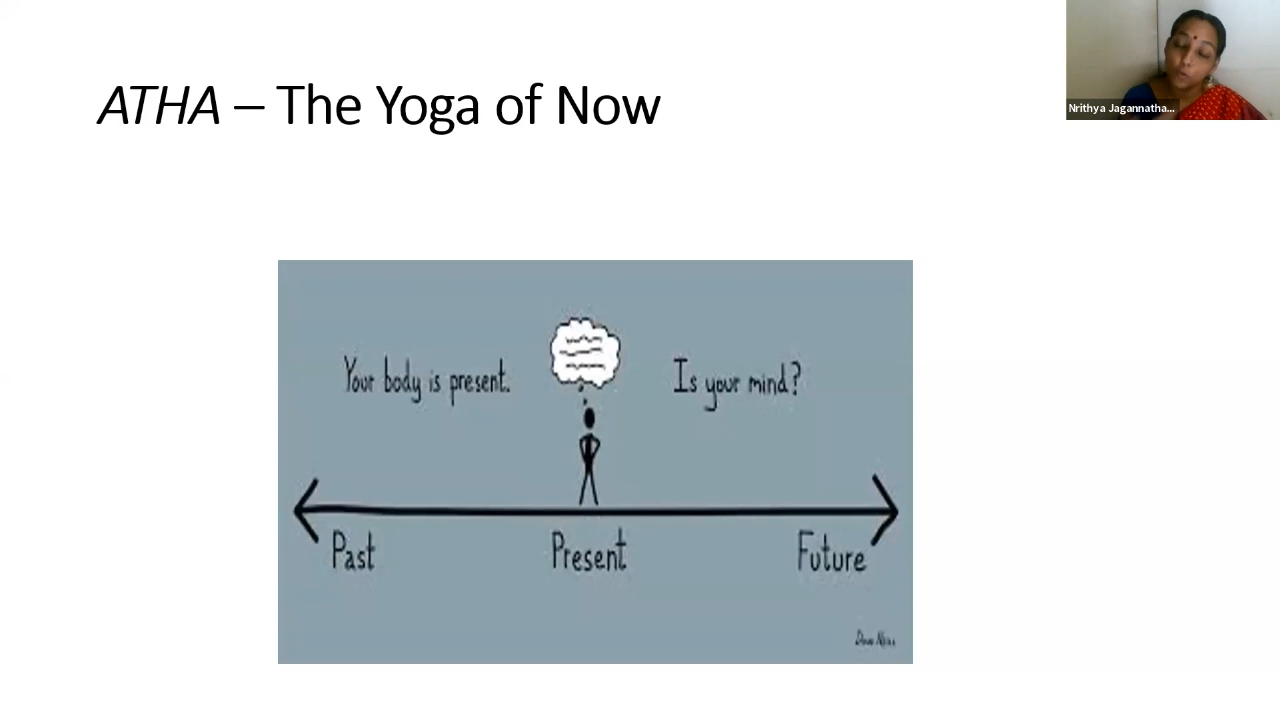 ATHA – The Yoga of Now
Nrithya Jagannatha...
Your body is present.
Is your mind?
Past
Present
Future